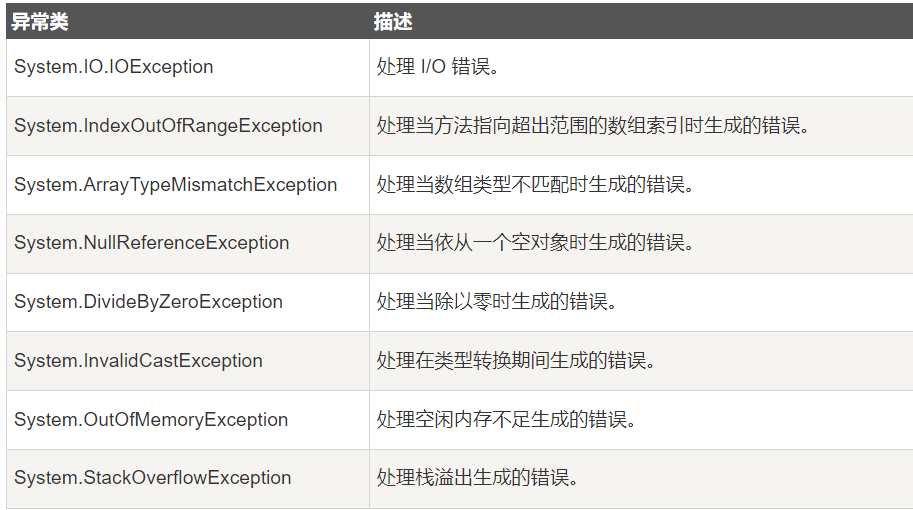 异常类 描述
System.IO.IOException 处理 I/O 错误。
System.IndexOutOfRangeException 处理当方法指向超出范围的数组索引时生成的错误。
System.ArrayTypeMismatchException 处理当数组类型不匹配时生成的错误。
System.NullReferenceException 处理当依从一个空对象时生成的错误。
System.DivideByZeroException 处理当除以零时生成的错误。
System.InvalidCastException 处理在类型转换期间生成的错误。
System.OutOfMemoryException 处理空闲内存不足生成的错误。
System.StackOverflowException 处理栈溢出生成的错误。